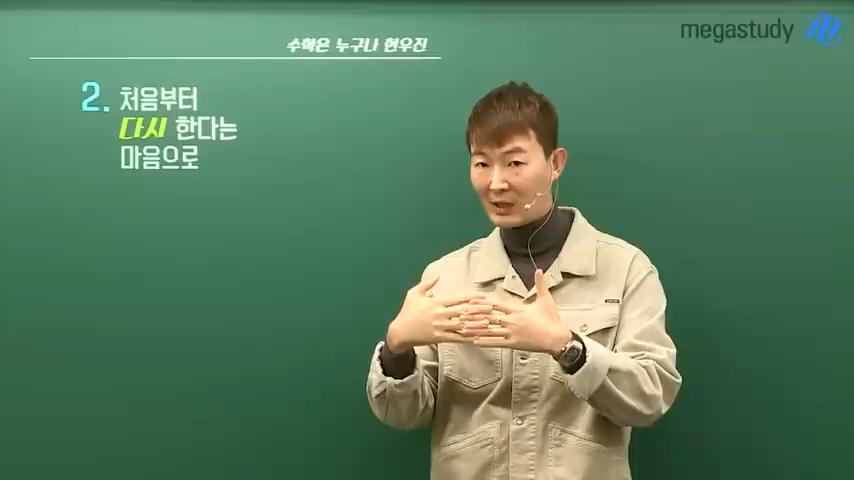 수학은 누구나 현우진
megastudy
2. 처음부터
다시 한다는
마음으로